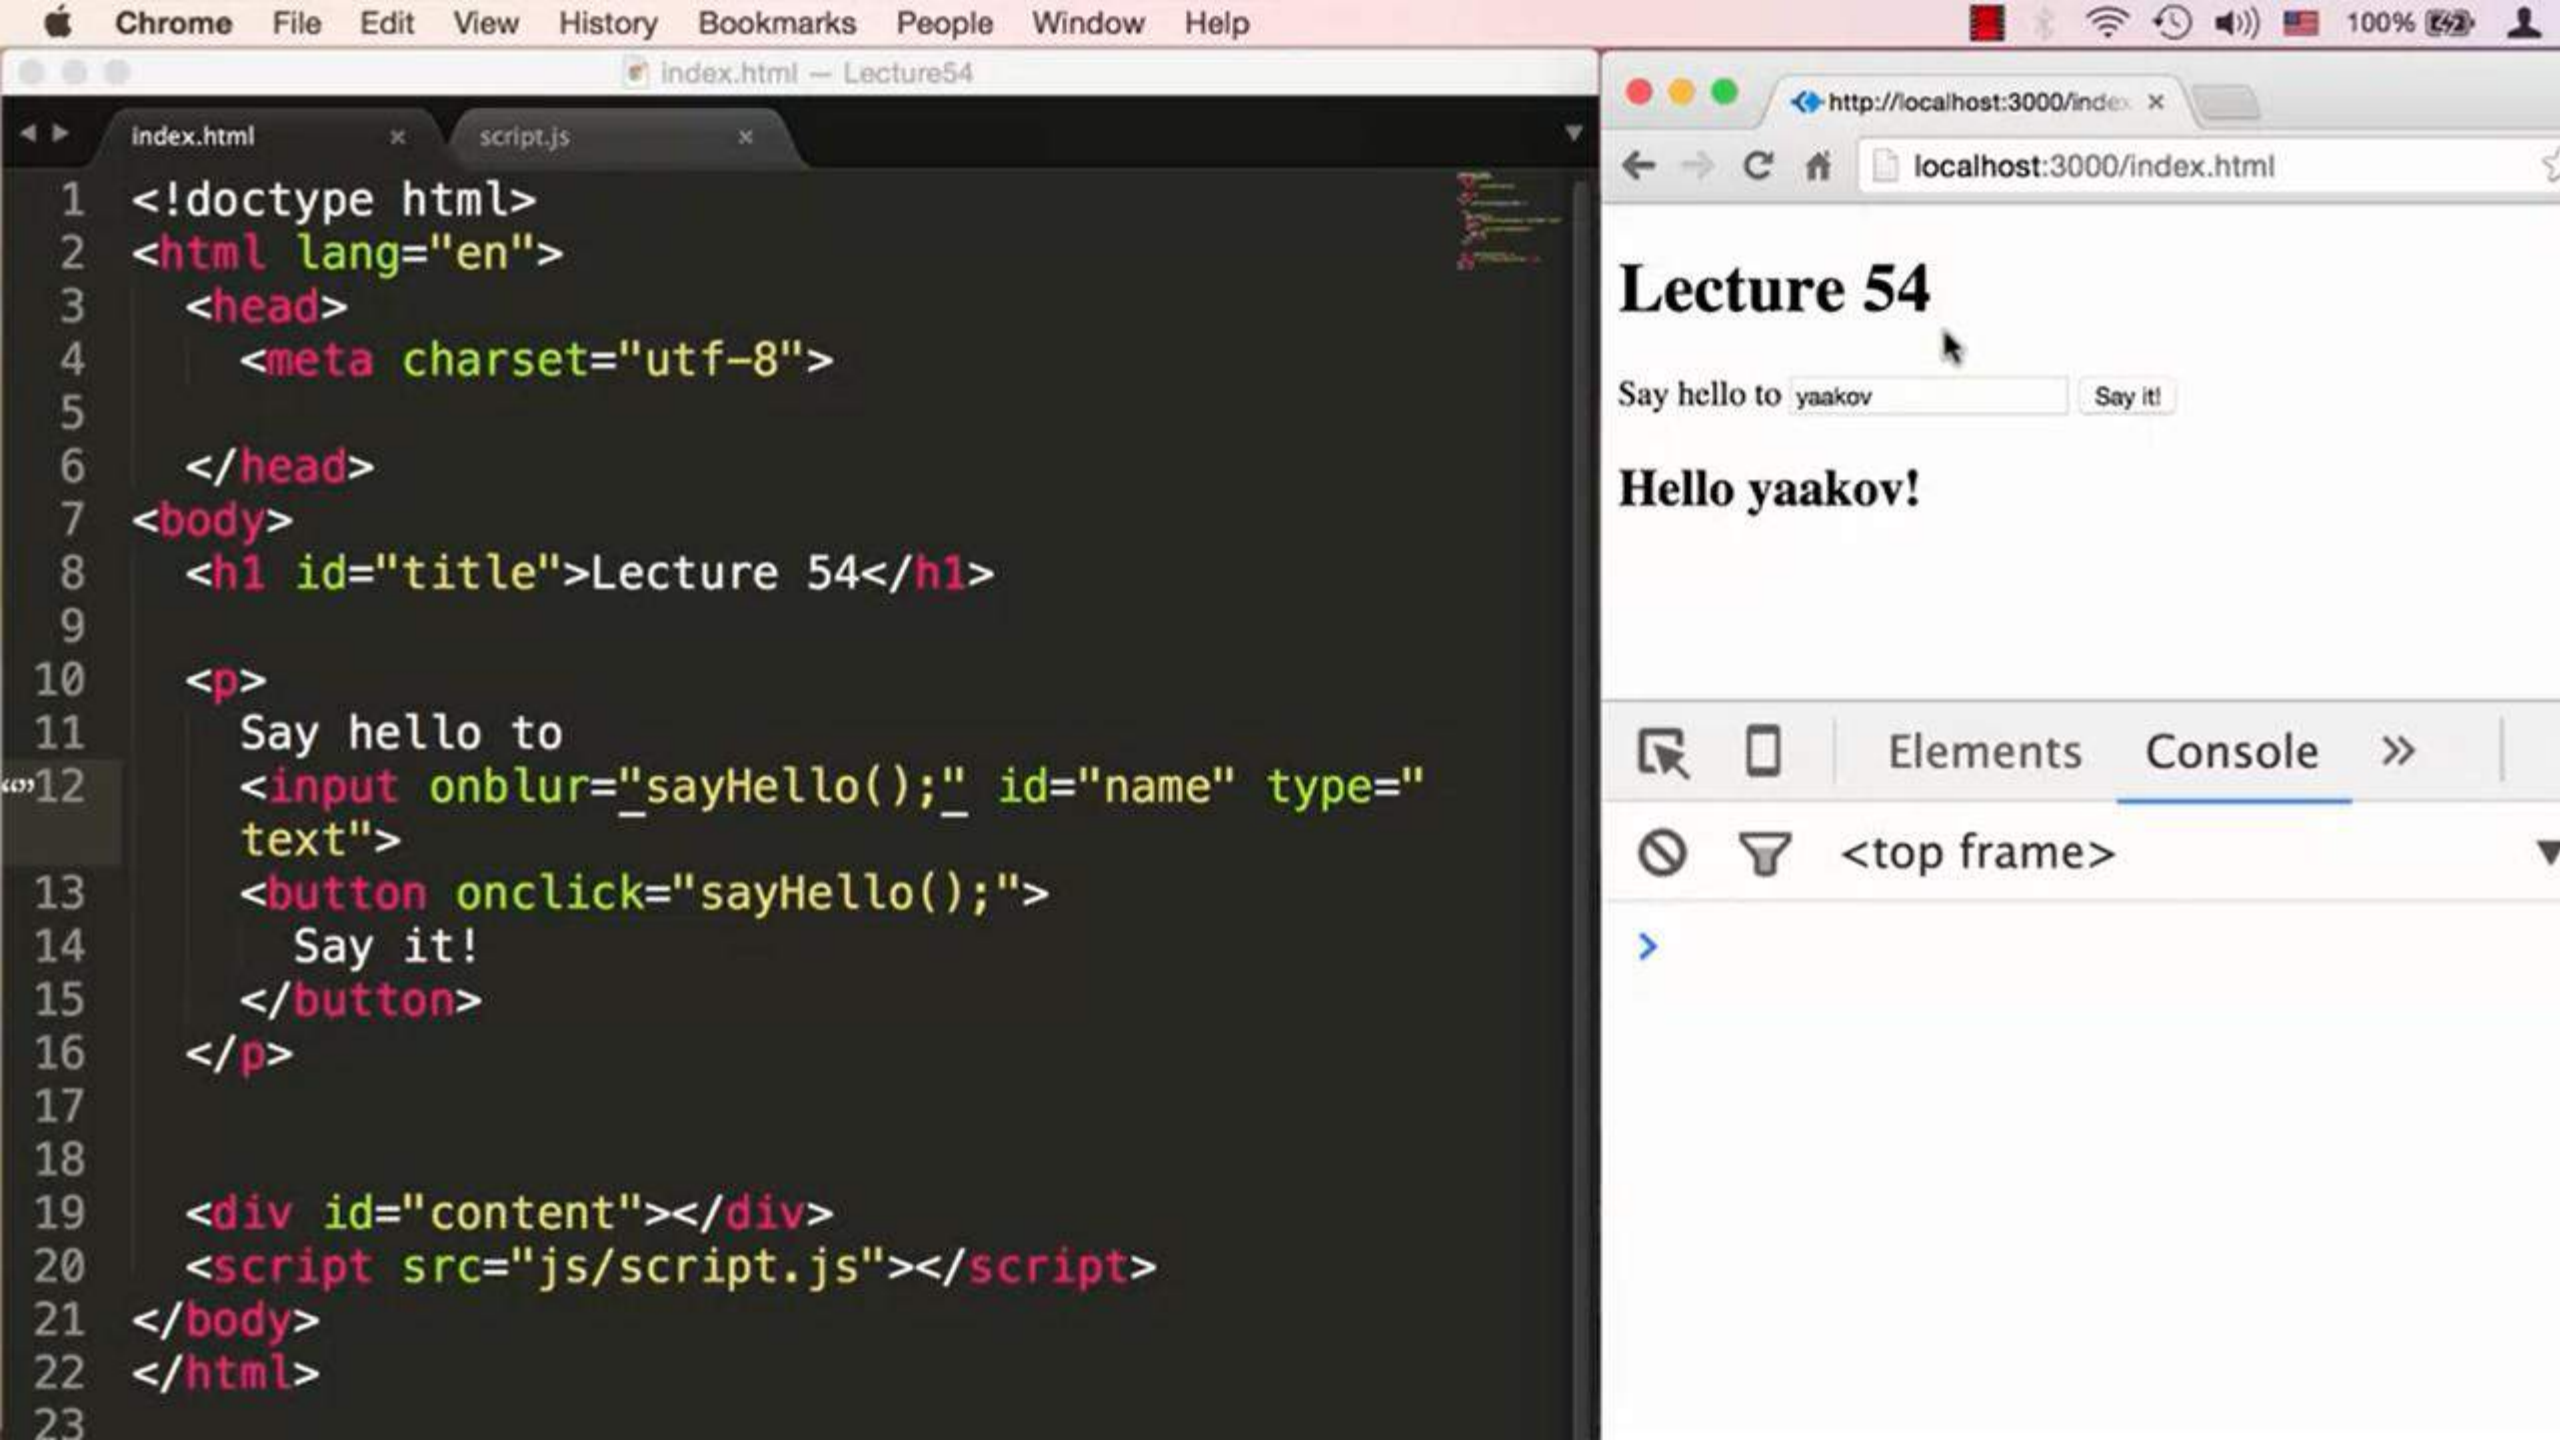 Chrome File Edit View History Bookmarks People Window Help 100%
index.html — Lecture54
index.html × script.js ×
1 <!doctype html>
2 <html lang="en">
3 <head>
4 <meta charset="utf-8">
5
6 </head>
7 <body>
8 <h1 id="title">Lecture 54</h1>
9
10 <p>
11 Say hello to
12 <input onblur="sayHello();" id="name" type="
text">
13 <button onclick="sayHello();">
14 Say it!
15 </button>
16 </p>
17
18
19 <div id="content"></div>
20 <script src="js/script.js"></script>
21 </body>
22 </html>
23
http://localhost:3000/index ×
localhost:3000/index.html
Lecture 54
Say hello to yaakov Say it!
Hello yaakov!
Elements Console »
<top frame>
>